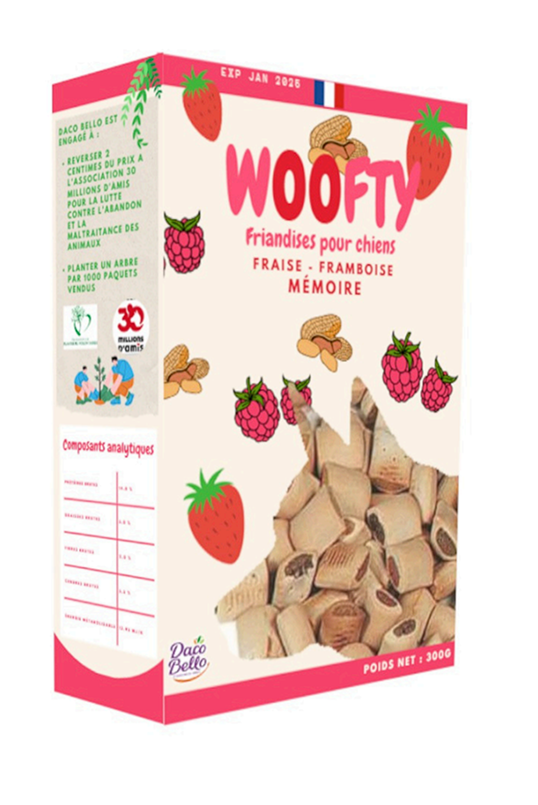 EXP JAN 2025
WOOFTY
Friandises pour chiens
FRAISE - FRAMBOISE
MÉMOIRE
Daco
Bello
POIDS NET : 300G
DACO BELLO EST
ENGAGÉ À :
• REVERSER 2
CENTIMES DU PRIX A
L'ASSOCIATION 30
MILLIONS D'AMIS
POUR LA LUTTE
CONTRE L'ABANDON
ET LA
MALTRAITANCE DES
ANIMAUX
• PLANTER UN ARBRE
PAR 1000 PAQUETS
VENDUS
30
MILLIONS
D'AMIS
Composants analytiques